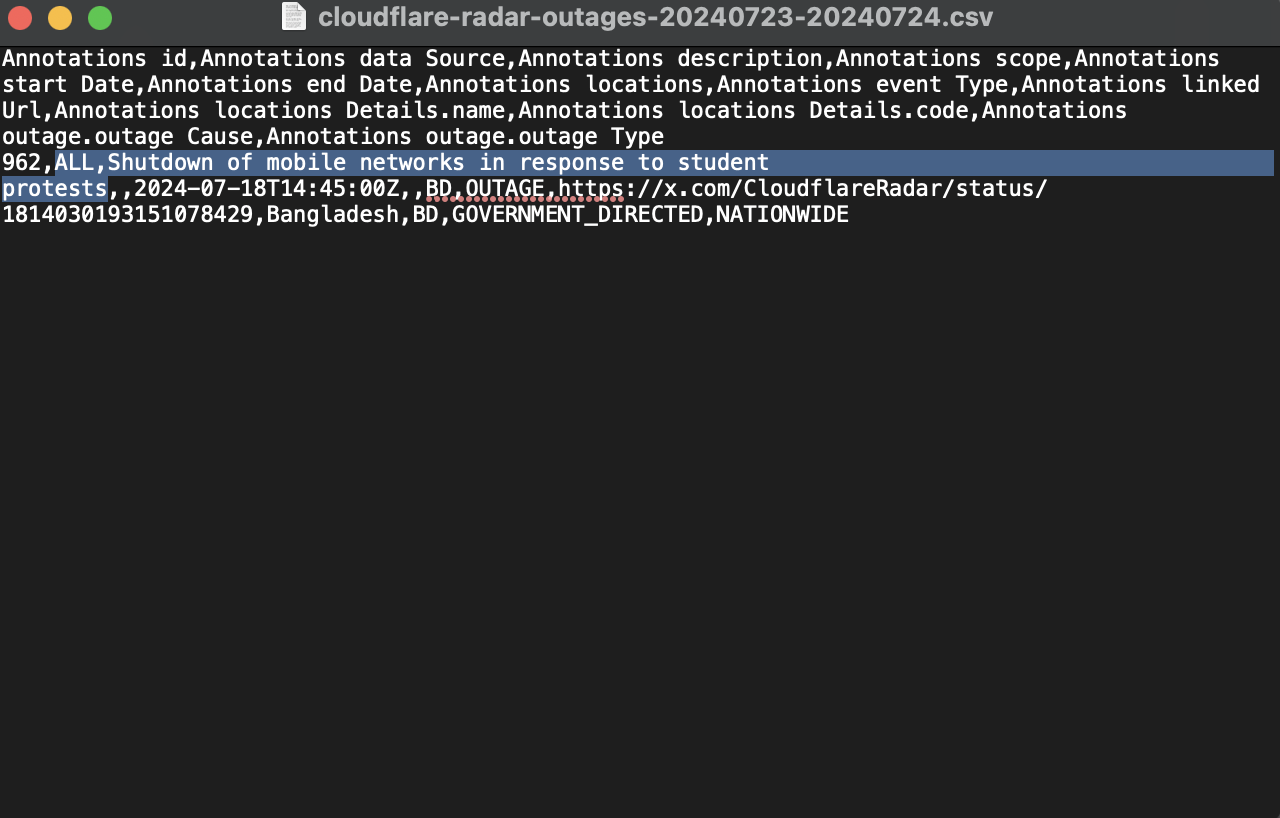 cloudflare-radar-outages-20240723-20240724.csv
Annotations id,Annotations data Source,Annotations description,Annotations scope,Annotations
start Date,Annotations end Date,Annotations locations,Annotations event Type,Annotations linked
Url,Annotations locations Details.name,Annotations locations Details.code,Annotations
outage.outage Cause,Annotations outage.outage Type
962,ALL,Shutdown of mobile networks in response to student
protests,,2024-07-18T14:45:00Z,,BD,OUTAGE,https://x.com/CloudflareRadar/status/
1814030193151078429,Bangladesh,BD,GOVERNMENT_DIRECTED,NATIONWIDE